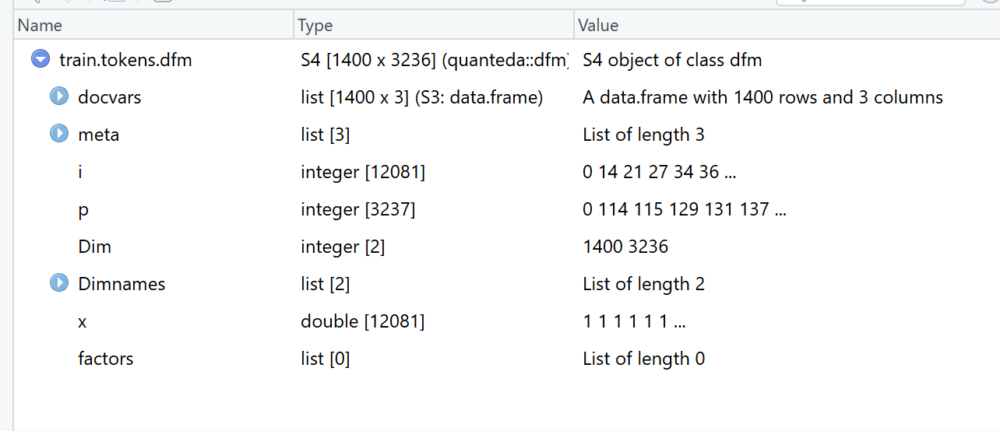 Name Type Value
train.tokens.dfm S4 [1400 x 3236] (quanteda::dfm) S4 object of class dfm
docvars list [1400 x 3] (S3: data.frame) A data.frame with 1400 rows and 3 columns
meta list [3] List of length 3
i integer [12081] 0 14 21 27 34 36 ...
p integer [3237] 0 114 115 129 131 137 ...
Dim integer [2] 1400 3236
Dimnames list [2] List of length 2
x double [12081] 1 1 1 1 1 1 ...
factors list [0] List of length 0